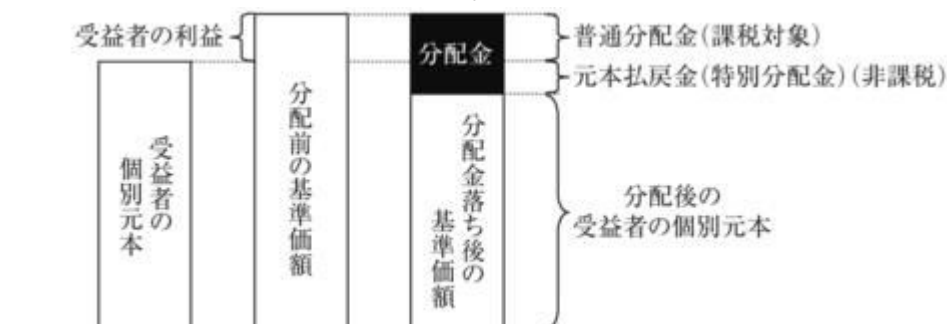 受益者の利益
分配金
普通分配金(課税対象)
元本払戻金(特別分配金)(非課税)
受益者の
個別元本
分配前の基準価額
分配金落ち後の
基準価額
分配後の
受益者の個別元本